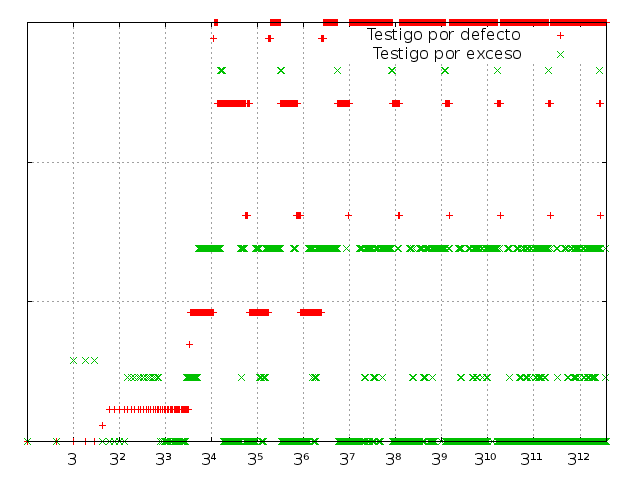 Testigo por defecto
Testigo por exceso
3 3² 3³ 3⁴ 3⁵ 3⁶ 3⁷ 3⁸ 3⁹ 3¹⁰ 3¹¹ 3¹²